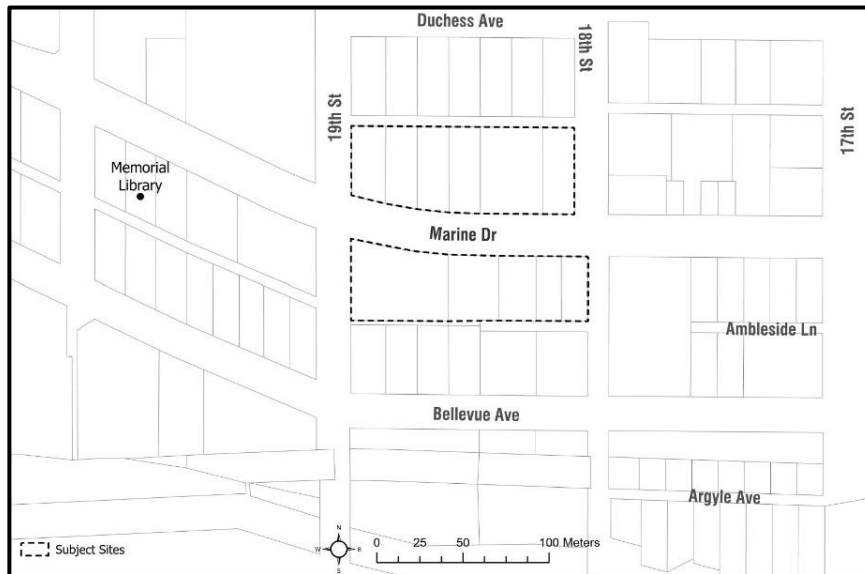 Duchess Ave
18th St
19th St
17th St
Memorial
Library
Marine Dr
Ambleside Ln
Bellevue Ave
Argyle Ave
Subject Sites
N
W E
S
0 25 50 100 Meters